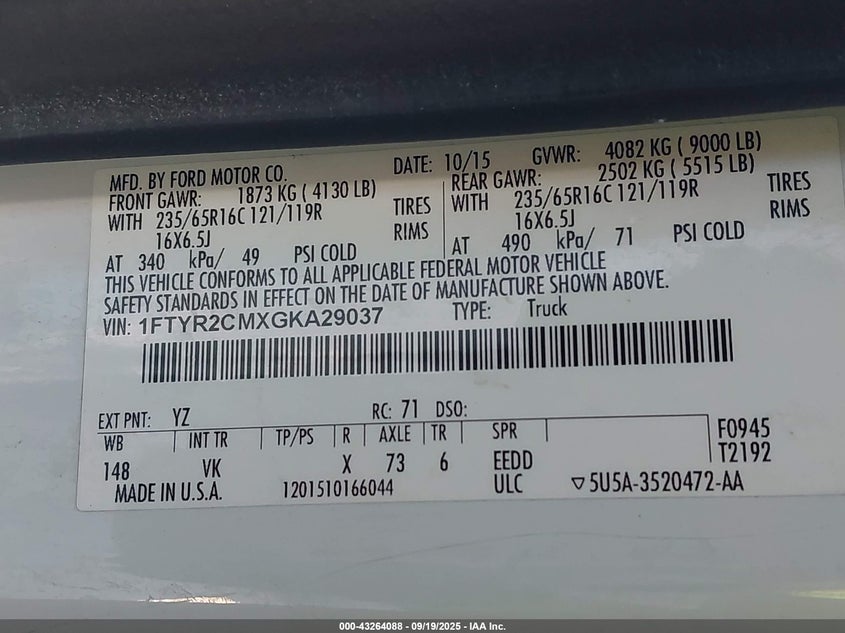 MFD. BY FORD MOTOR CO. DATE: 10/15 GVWR: 4082 KG ( 9000 LB)
FRONT GAWR: 1873 KG ( 4130 LB) REAR GAWR: 2502 KG ( 5515 LB)
WITH 235/65R16C 121/119R TIRES WITH 235/65R16C 121/119R TIRES
16X6.5J RIMS 16X6.5J RIMS
AT 340 kPa/ 49 PSI COLD AT 490 kPa/ 71 PSI COLD
THIS VEHICLE CONFORMS TO ALL APPLICABLE FEDERAL MOTOR VEHICLE
SAFETY STANDARDS IN EFFECT ON THE DATE OF MANUFACTURE SHOWN ABOVE.
VIN: 1FTYR2CMXGKA29037 TYPE: Truck
EXT PNT: YZ RC: 71 DSO:
WB INT TR TP/PS R AXLE TR SPR F0945
148 VK X 73 6 EEDD T2192
MADE IN U.S.A. 1201510166044 ULC ▽5U5A-3520472-AA
000-43264088 - 09/19/2025 - IAA Inc.